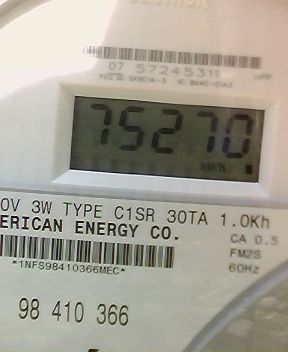 07 57245311
75270
kWh
0V 3W TYPE C1SR 30TA 1.0Kh
ERICAN ENERGY CO.
CA 0.5
FM2S
60Hz
*1NFS98410366MEC*
98 410 366